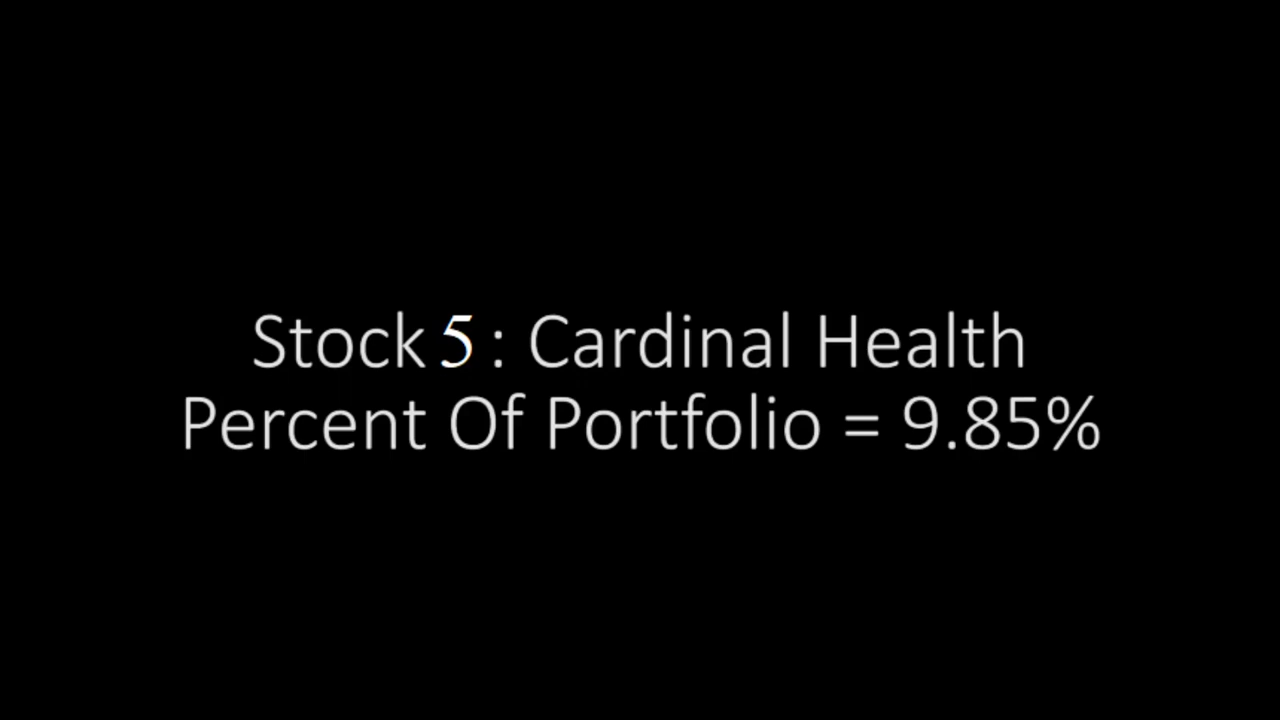 Stock 5 : Cardinal Health
Percent Of Portfolio = 9.85%